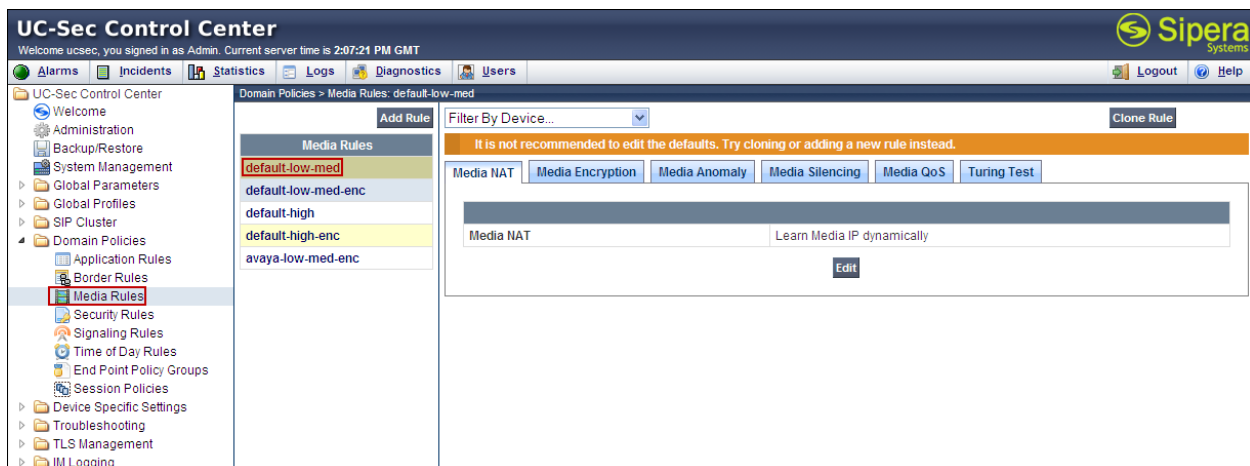 UC-Sec Control Center
Welcome ucsec, you signed in as Admin. Current server time is 2:07:21 PM GMT
Sipera
Systems
Alarms Incidents Statistics Logs Diagnostics Users Logout Help
UC-Sec Control Center
Welcome
Administration
Backup/Restore
System Management
Global Parameters
Global Profiles
SIP Cluster
Domain Policies
Application Rules
Border Rules
Media Rules
Security Rules
Signaling Rules
Time of Day Rules
End Point Policy Groups
Session Policies
Device Specific Settings
Troubleshooting
TLS Management
IM Logging
Domain Policies > Media Rules: default-low-med
Add Rule
Media Rules
default-low-med
default-low-med-enc
default-high
default-high-enc
avaya-low-med-enc
Filter By Device...
Clone Rule
It is not recommended to edit the defaults. Try cloning or adding a new rule instead.
Media NAT Media Encryption Media Anomaly Media Silencing Media QoS Turing Test
Media NAT Learn Media IP dynamically
Edit